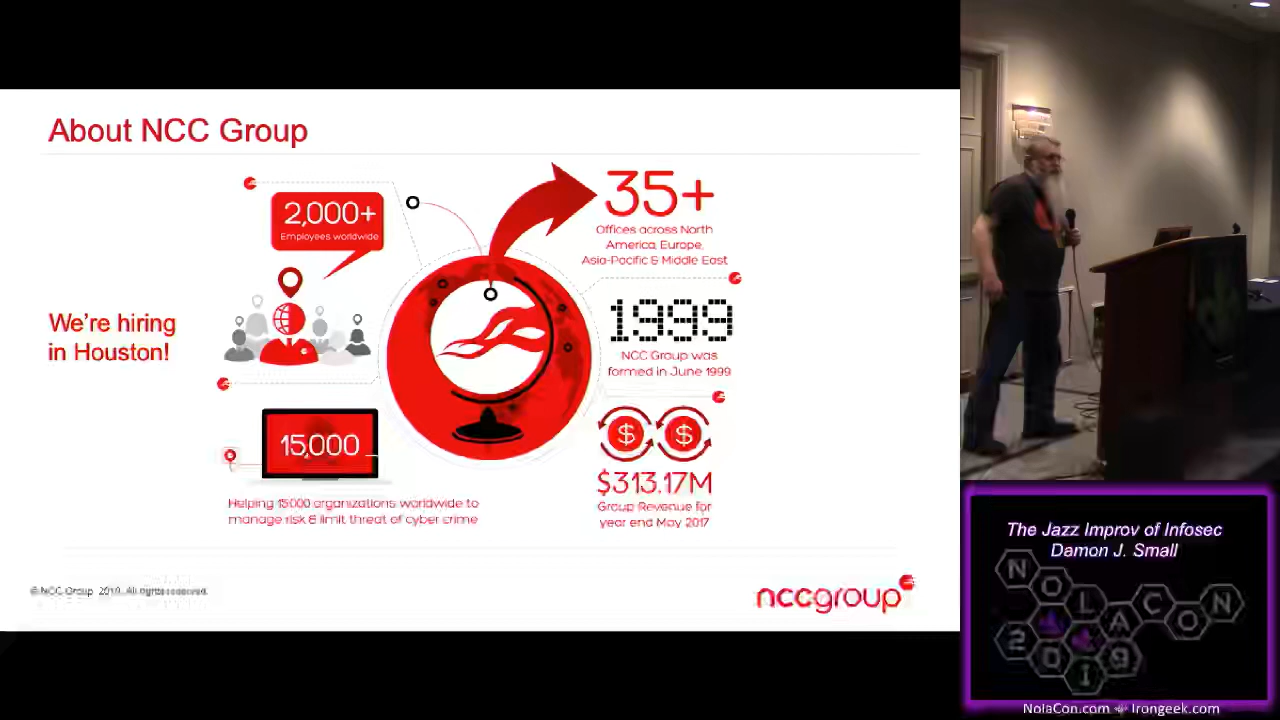 About NCC Group
2,000+
Employees worldwide
35+
Offices across North
America, Europe,
Asia-Pacific & Middle East
We're hiring
in Houston!
1999
NCC Group was
formed in June 1999
15,000
Helping 15000 organizations worldwide to
manage risk & limit threat of cyber crime
$ $
$313.17M
Group Revenue for
year end May 2017
© NCC Group 2019. All rights reserved.
nccgroup
The Jazz Improv of Infosec
Damon J. Small
NOLACON
2019
NolaCon.com Irongeek.com